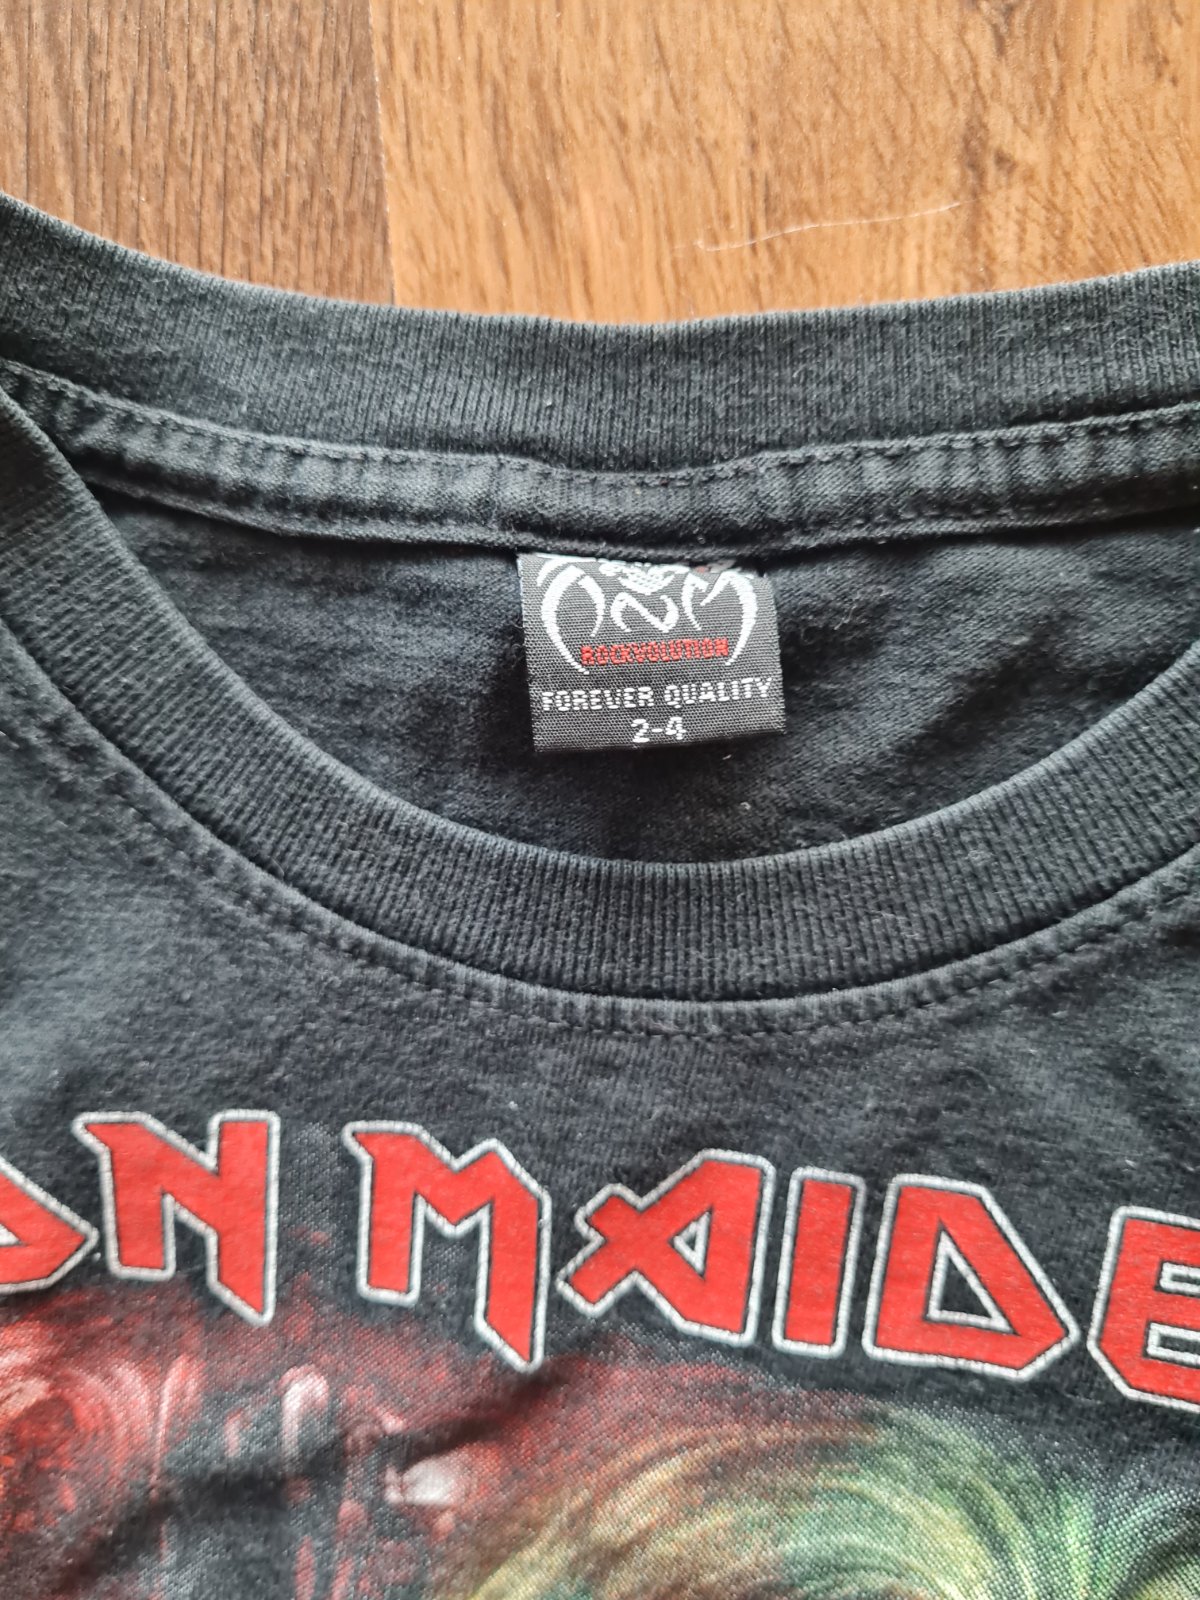 ROCKVOLUTION
FOREVER QUALITY
2-4
ON MAIDE